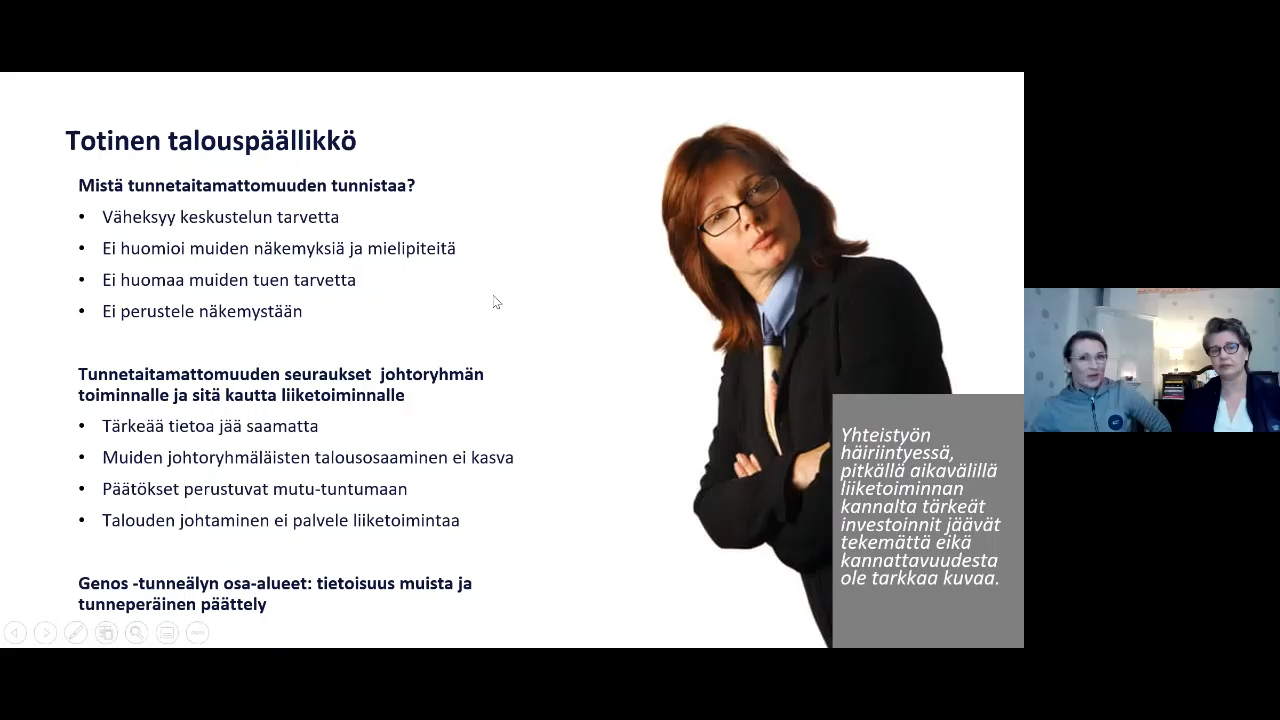 Totinen talouspäällikkö
Mistä tunnetaitamattomuuden tunnistaa?
• Väheksyy keskustelun tarvetta
• Ei huomioi muiden näkemyksiä ja mielipiteitä
• Ei huomaa muiden tuen tarvetta
• Ei perustele näkemystään
Tunnetaitamattomuuden seuraukset johtoryhmän
toiminnalle ja sitä kautta liiketoiminnalle
• Tärkeää tietoa jää saamatta
• Muiden johtoryhmäläisten talousosaaminen ei kasva
• Päätökset perustuvat mutu-tuntumaan
• Talouden johtaminen ei palvele liiketoimintaa
Genos -tunneälyn osa-alueet: tietoisuus muista ja
tunneperäinen päättely
Yhteistyön
häiriintyessä,
pitkällä aikavälillä
liiketoiminnan
kannalta tärkeät
investoinnit jäävät
tekemättä eikä
kannattavuudesta
ole tarkkaa kuvaa.